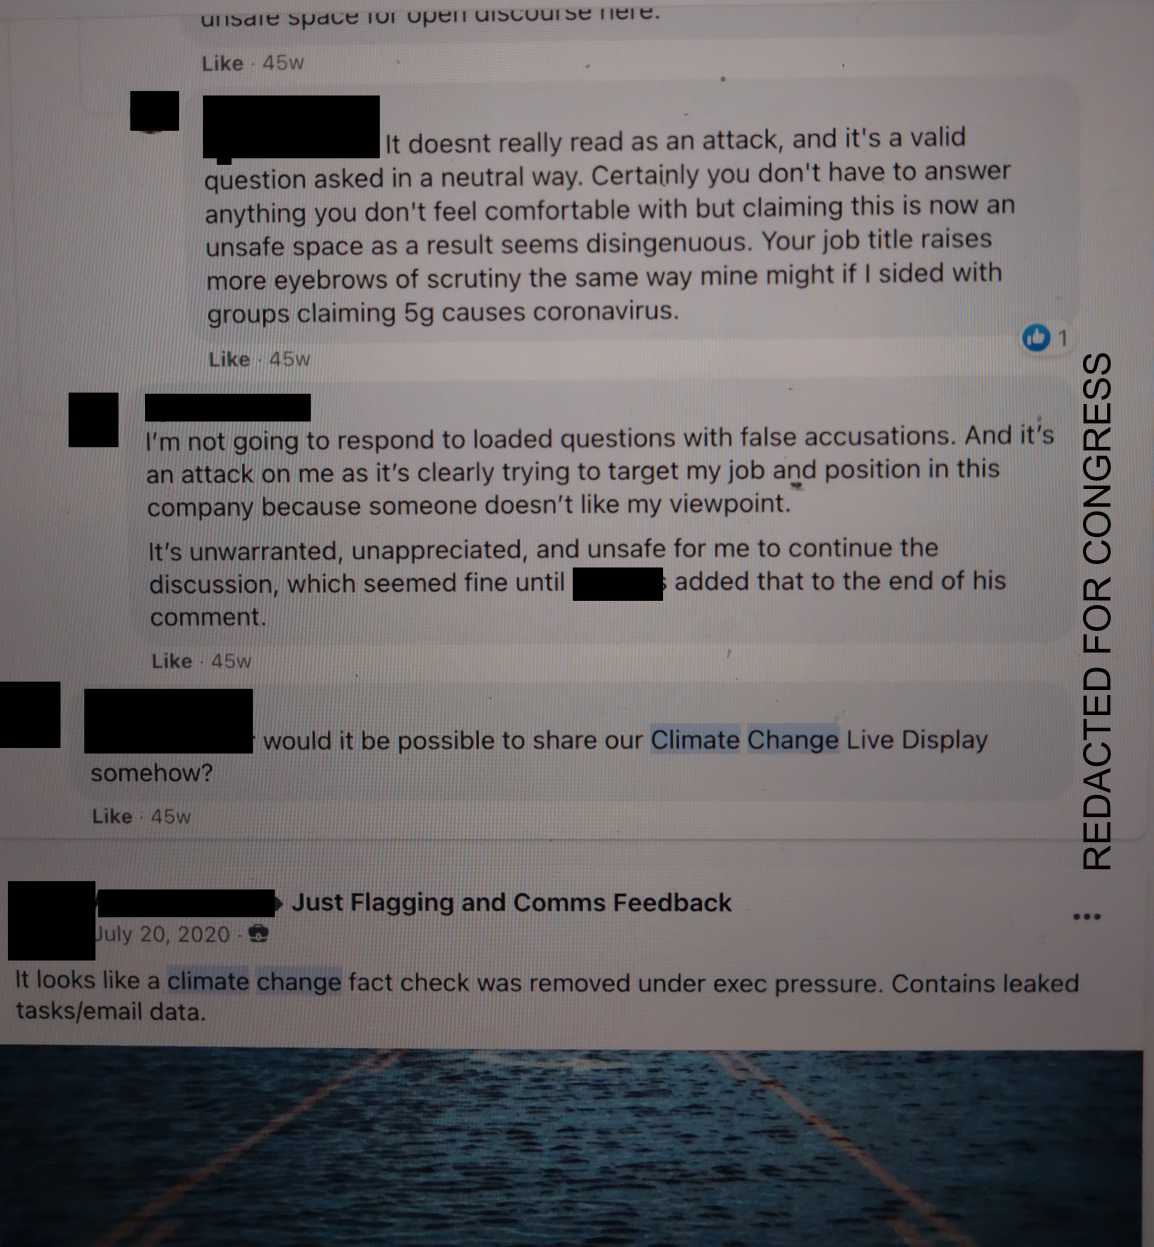 unsafe space for open discourse here.
Like · 45w
It doesnt really read as an attack, and it's a valid
question asked in a neutral way. Certainly you don't have to answer
anything you don't feel comfortable with but claiming this is now an
unsafe space as a result seems disingenuous. Your job title raises
more eyebrows of scrutiny the same way mine might if I sided with
groups claiming 5g causes coronavirus.
1
Like · 45w
I'm not going to respond to loaded questions with false accusations. And it's
an attack on me as it's clearly trying to target my job and position in this
company because someone doesn't like my viewpoint.
It's unwarranted, unappreciated, and unsafe for me to continue the
discussion, which seemed fine until added that to the end of his
comment.
Like · 45w
would it be possible to share our Climate Change Live Display
somehow?
Like · 45w
Just Flagging and Comms Feedback
July 20, 2020 ·
It looks like a climate change fact check was removed under exec pressure. Contains leaked
tasks/email data.
REDACTED FOR CONGRESS